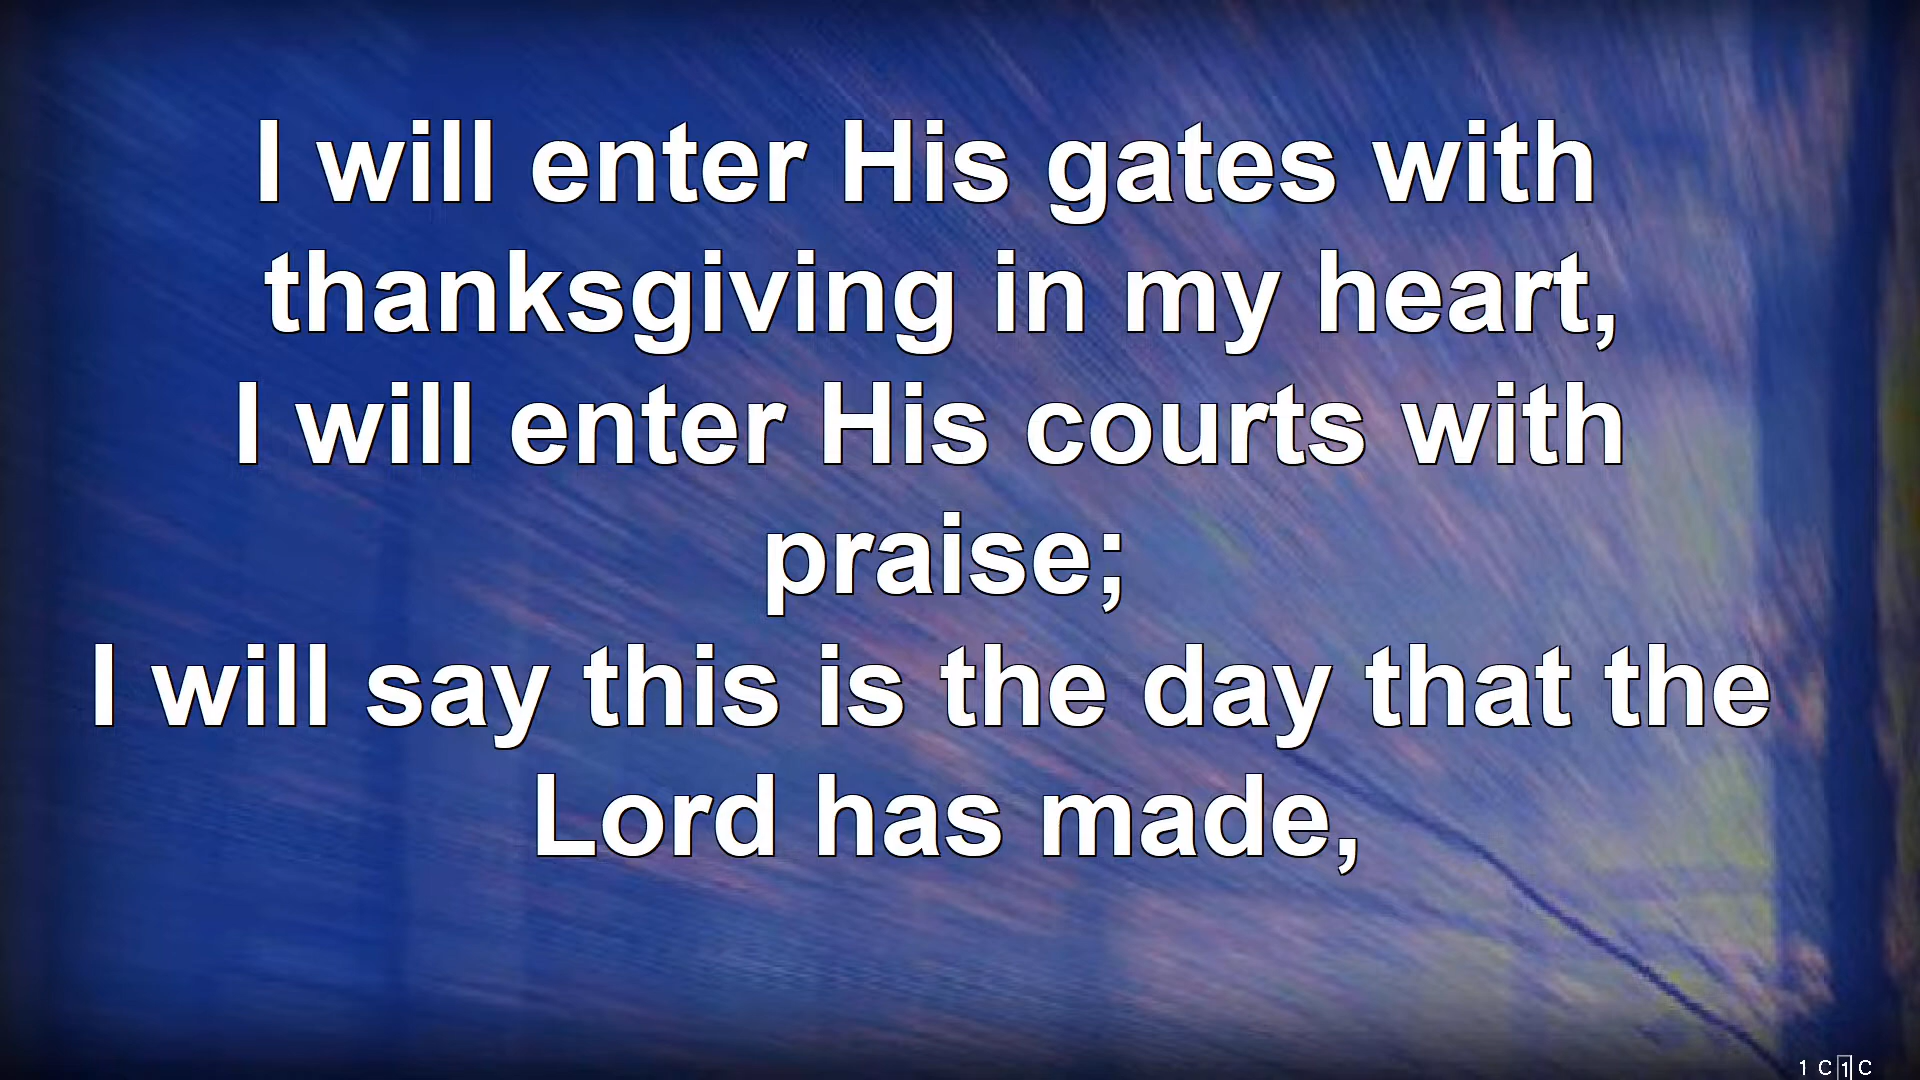 I will enter His gates with
thanksgiving in my heart,
I will enter His courts with
praise;
I will say this is the day that the
Lord has made,
1 C 1 C